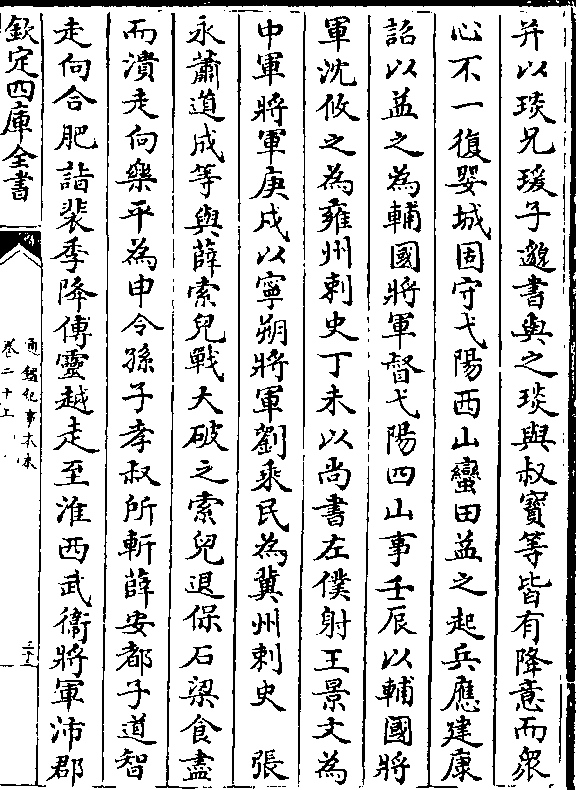 并以琰兄瑗子邈書與之琰與叔寶等皆有降意而衆
心不一復嬰城固守弋陽西山蠻田益之起兵應建康
詔以益之為輔國將軍督弋陽四山事壬辰以輔國將
軍沈攸之為雍州刺史丁未以尚書左僕射王景文為
中軍將軍庚戌以寧朔將軍劉乘民為冀州刺史　張
永蕭道成等與薛索兒戰大破之索兒退保石梁食盡
而潰走向樂平為申令孫子孝叔所斬薛安都子道智
走向合肥詣裴季降傅靈越走至淮西武衞將軍沛郡
欽定四庫全書
通鑑紀事本末
卷二十上